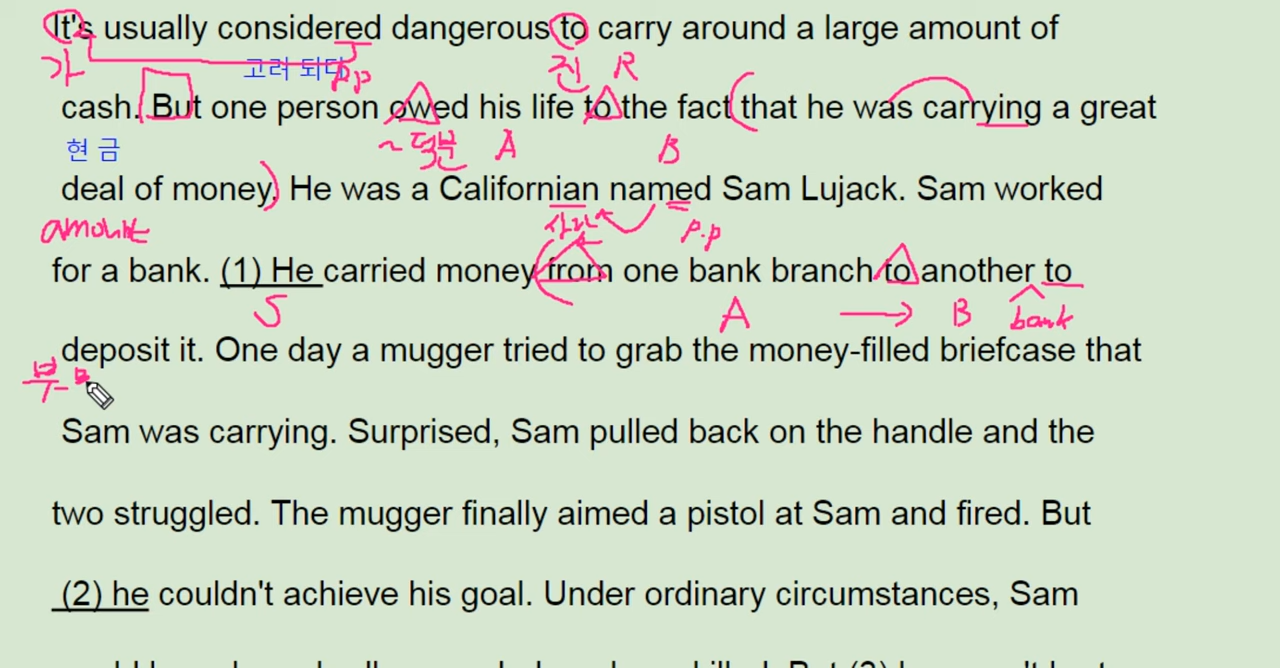 It's usually considered dangerous to carry around a large amount of
가 고려 되다 pp 진 R
cash. But one person owed his life to the fact that he was carrying a great
현 금 ~ 덕분 A B
deal of money. He was a Californian named Sam Lujack. Sam worked
amount 사람 p.p
for a bank. (1) He carried money from one bank branch to another to
S A B bank
deposit it. One day a mugger tried to grab the money-filled briefcase that
부
Sam was carrying. Surprised, Sam pulled back on the handle and the
two struggled. The mugger finally aimed a pistol at Sam and fired. But
(2) he couldn't achieve his goal. Under ordinary circumstances, Sam